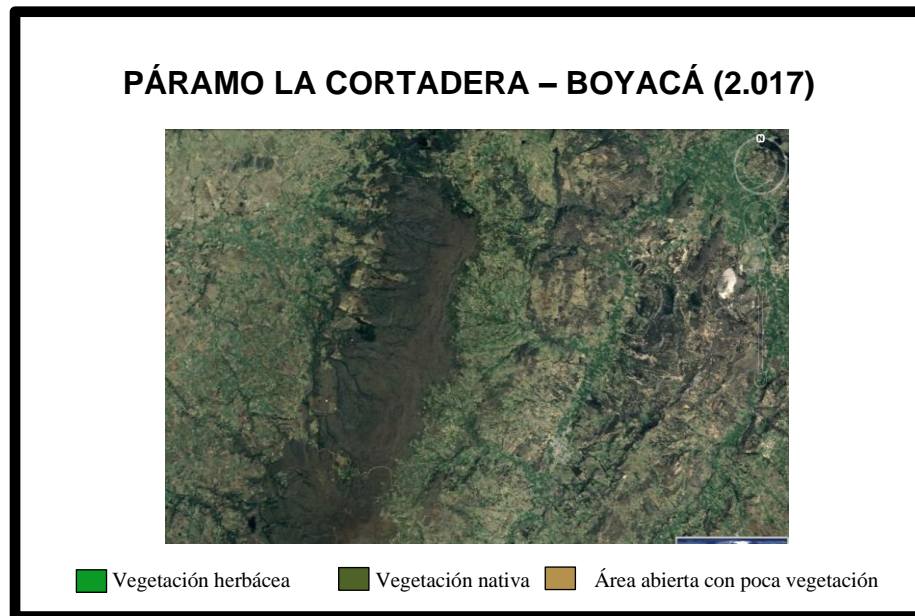 PÁRAMO LA CORTADERA – BOYACÁ (2.017)
N
Vegetación herbácea Vegetación nativa Área abierta con poca vegetación